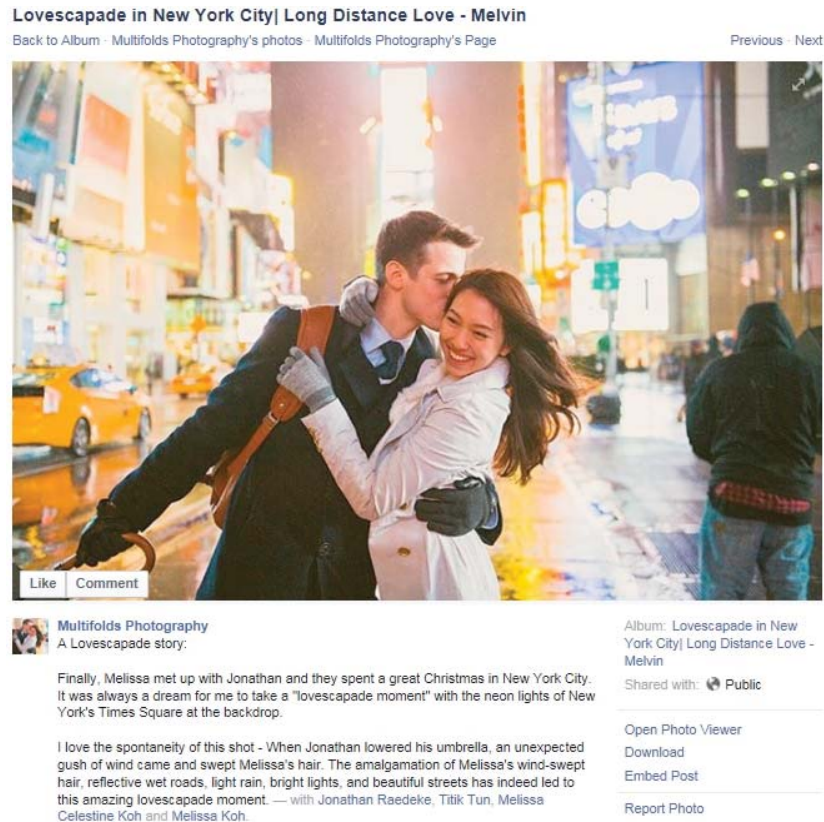 Lovescapade in New York City| Long Distance Love - Melvin
Back to Album · Multifolds Photography's photos · Multifolds Photography's Page
Previous · Next
Like Comment
Multifolds Photography
A Lovescapade story:
Finally, Melissa met up with Jonathan and they spent a great Christmas in New York City.
It was always a dream for me to take a "lovescapade moment" with the neon lights of New
York's Times Square at the backdrop.
I love the spontaneity of this shot - When Jonathan lowered his umbrella, an unexpected
gush of wind came and swept Melissa's hair. The amalgamation of Melissa's wind-swept
hair, reflective wet roads, light rain, bright lights, and beautiful streets has indeed led to
this amazing lovescapade moment. — with Jonathan Raedeke, Titik Tun, Melissa
Celestine Koh and Melissa Koh.
Album: Lovescapade in New
York City| Long Distance Love -
Melvin
Shared with: Public
Open Photo Viewer
Download
Embed Post
Report Photo